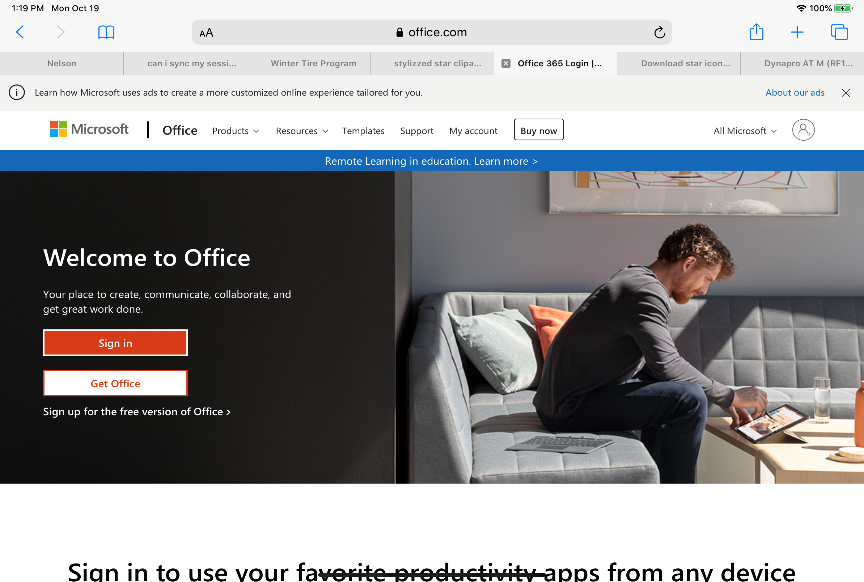 1:19 PM Mon Oct 19
100%
AA
office.com
Nelson
can i sync my sessi...
Winter Tire Program
stylizzed star clipa...
Office 365 Login |...
Download star icon...
Dynapro AT M (RF1...
Learn how Microsoft uses ads to create a more customized online experience tailored for you.
About our ads
Microsoft
Office
Products
Resources
Templates
Support
My account
Buy now
All Microsoft
Remote Learning in education. Learn more >
Welcome to Office
Your place to create, communicate, collaborate, and
get great work done.
Sign in
Get Office
Sign up for the free version of Office >
Sign in to use your favorite productivity apps from any device